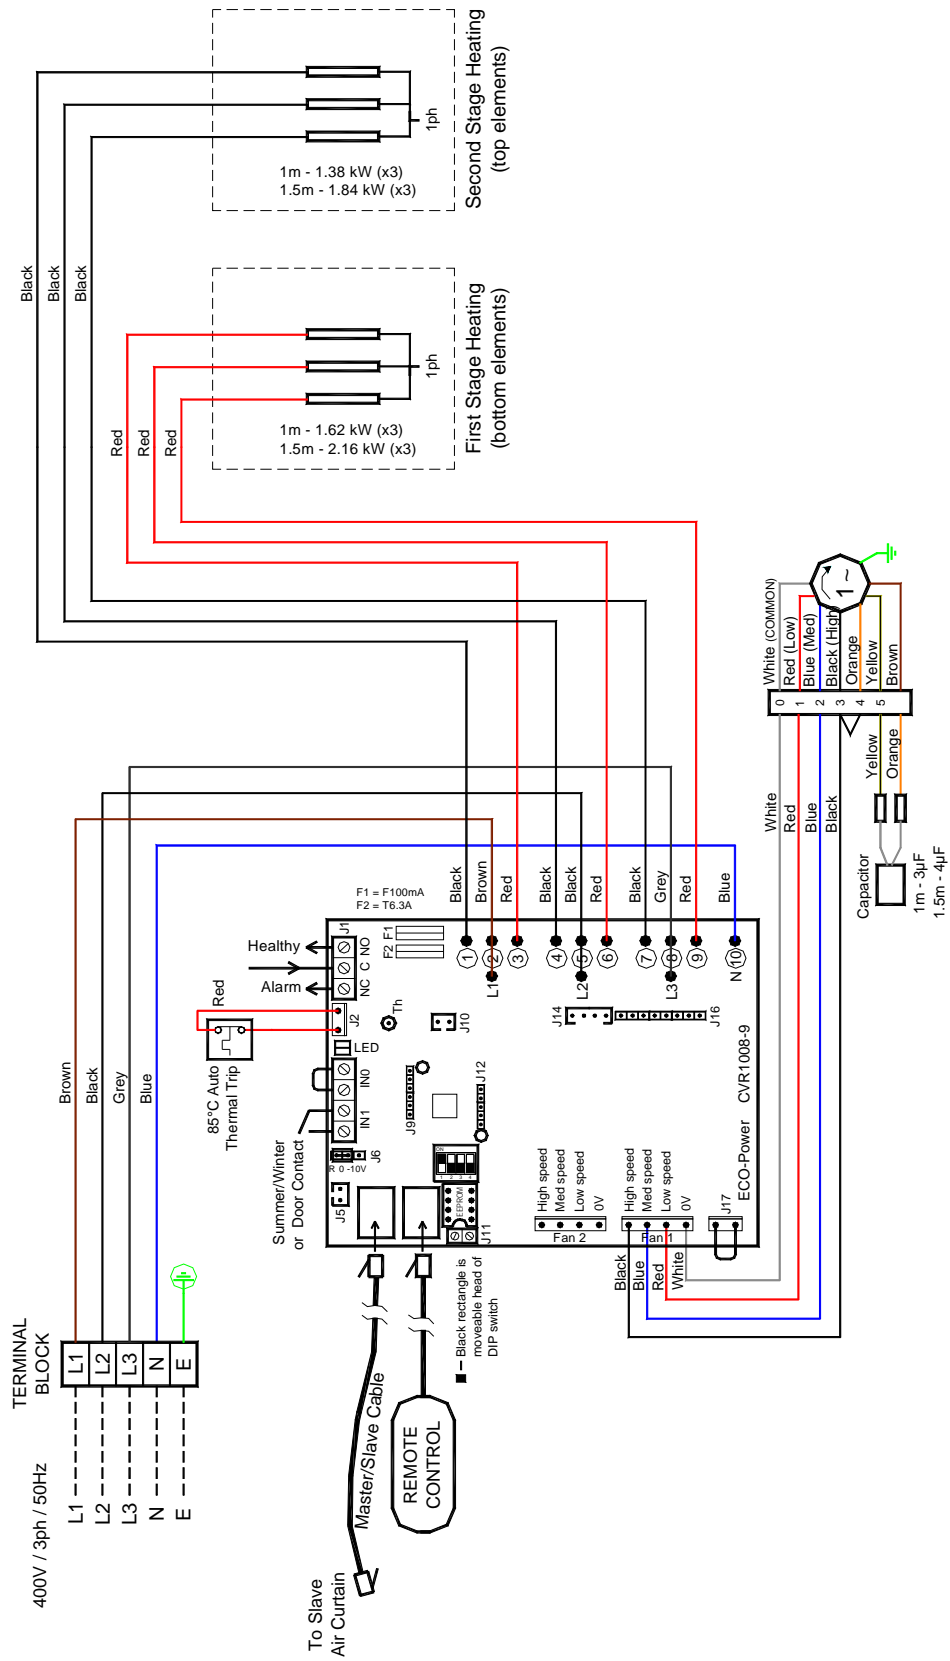 400V / 3ph / 50Hz
TERMINAL
BLOCK
L1
L2
L3
N
E
L1
L2
L3
N
E
Brown
Black
Grey
Blue
85°C Auto
Thermal Trip
Red
Healthy
Alarm
Summer/Winter
or Door Contact
To Slave
Air Curtain
Master/Slave Cable
REMOTE
CONTROL
Black rectangle is
moveable head of
DIP switch
J5
R 0 -10V
J6
IN1
IN0
LED
J2
NC C NO
J1
F2 F1
F1 = F100mA
F2 = T6.3A
Th
J10
J9
J12
J14
J16
ON
1 2 3 4
EEPROM
J11
High speed
Med speed
Low speed
0V
Fan 2
High speed
Med speed
Low speed
0V
Fan 1
J17
ECO-Power CVR1008-9
L1
L2
L3
N
1
2
3
4
5
6
7
8
9
10
Black
Brown
Red
Black
Black
Red
Black
Grey
Red
Blue
Black
Blue
Red
White
White
Red
Blue
Black
0
1
2
3
4
5
White (COMMON)
Red (Low)
Blue (Med)
Black (High)
Orange
Yellow
Brown
1 ~
Yellow
Orange
Capacitor
1m - 3µF
1.5m - 4µF
Red
Red
Red
1m - 1.62 kW (x3)
1.5m - 2.16 kW (x3)
1ph
First Stage Heating
(bottom elements)
Black
Black
Black
1m - 1.38 kW (x3)
1.5m - 1.84 kW (x3)
1ph
Second Stage Heating
(top elements)